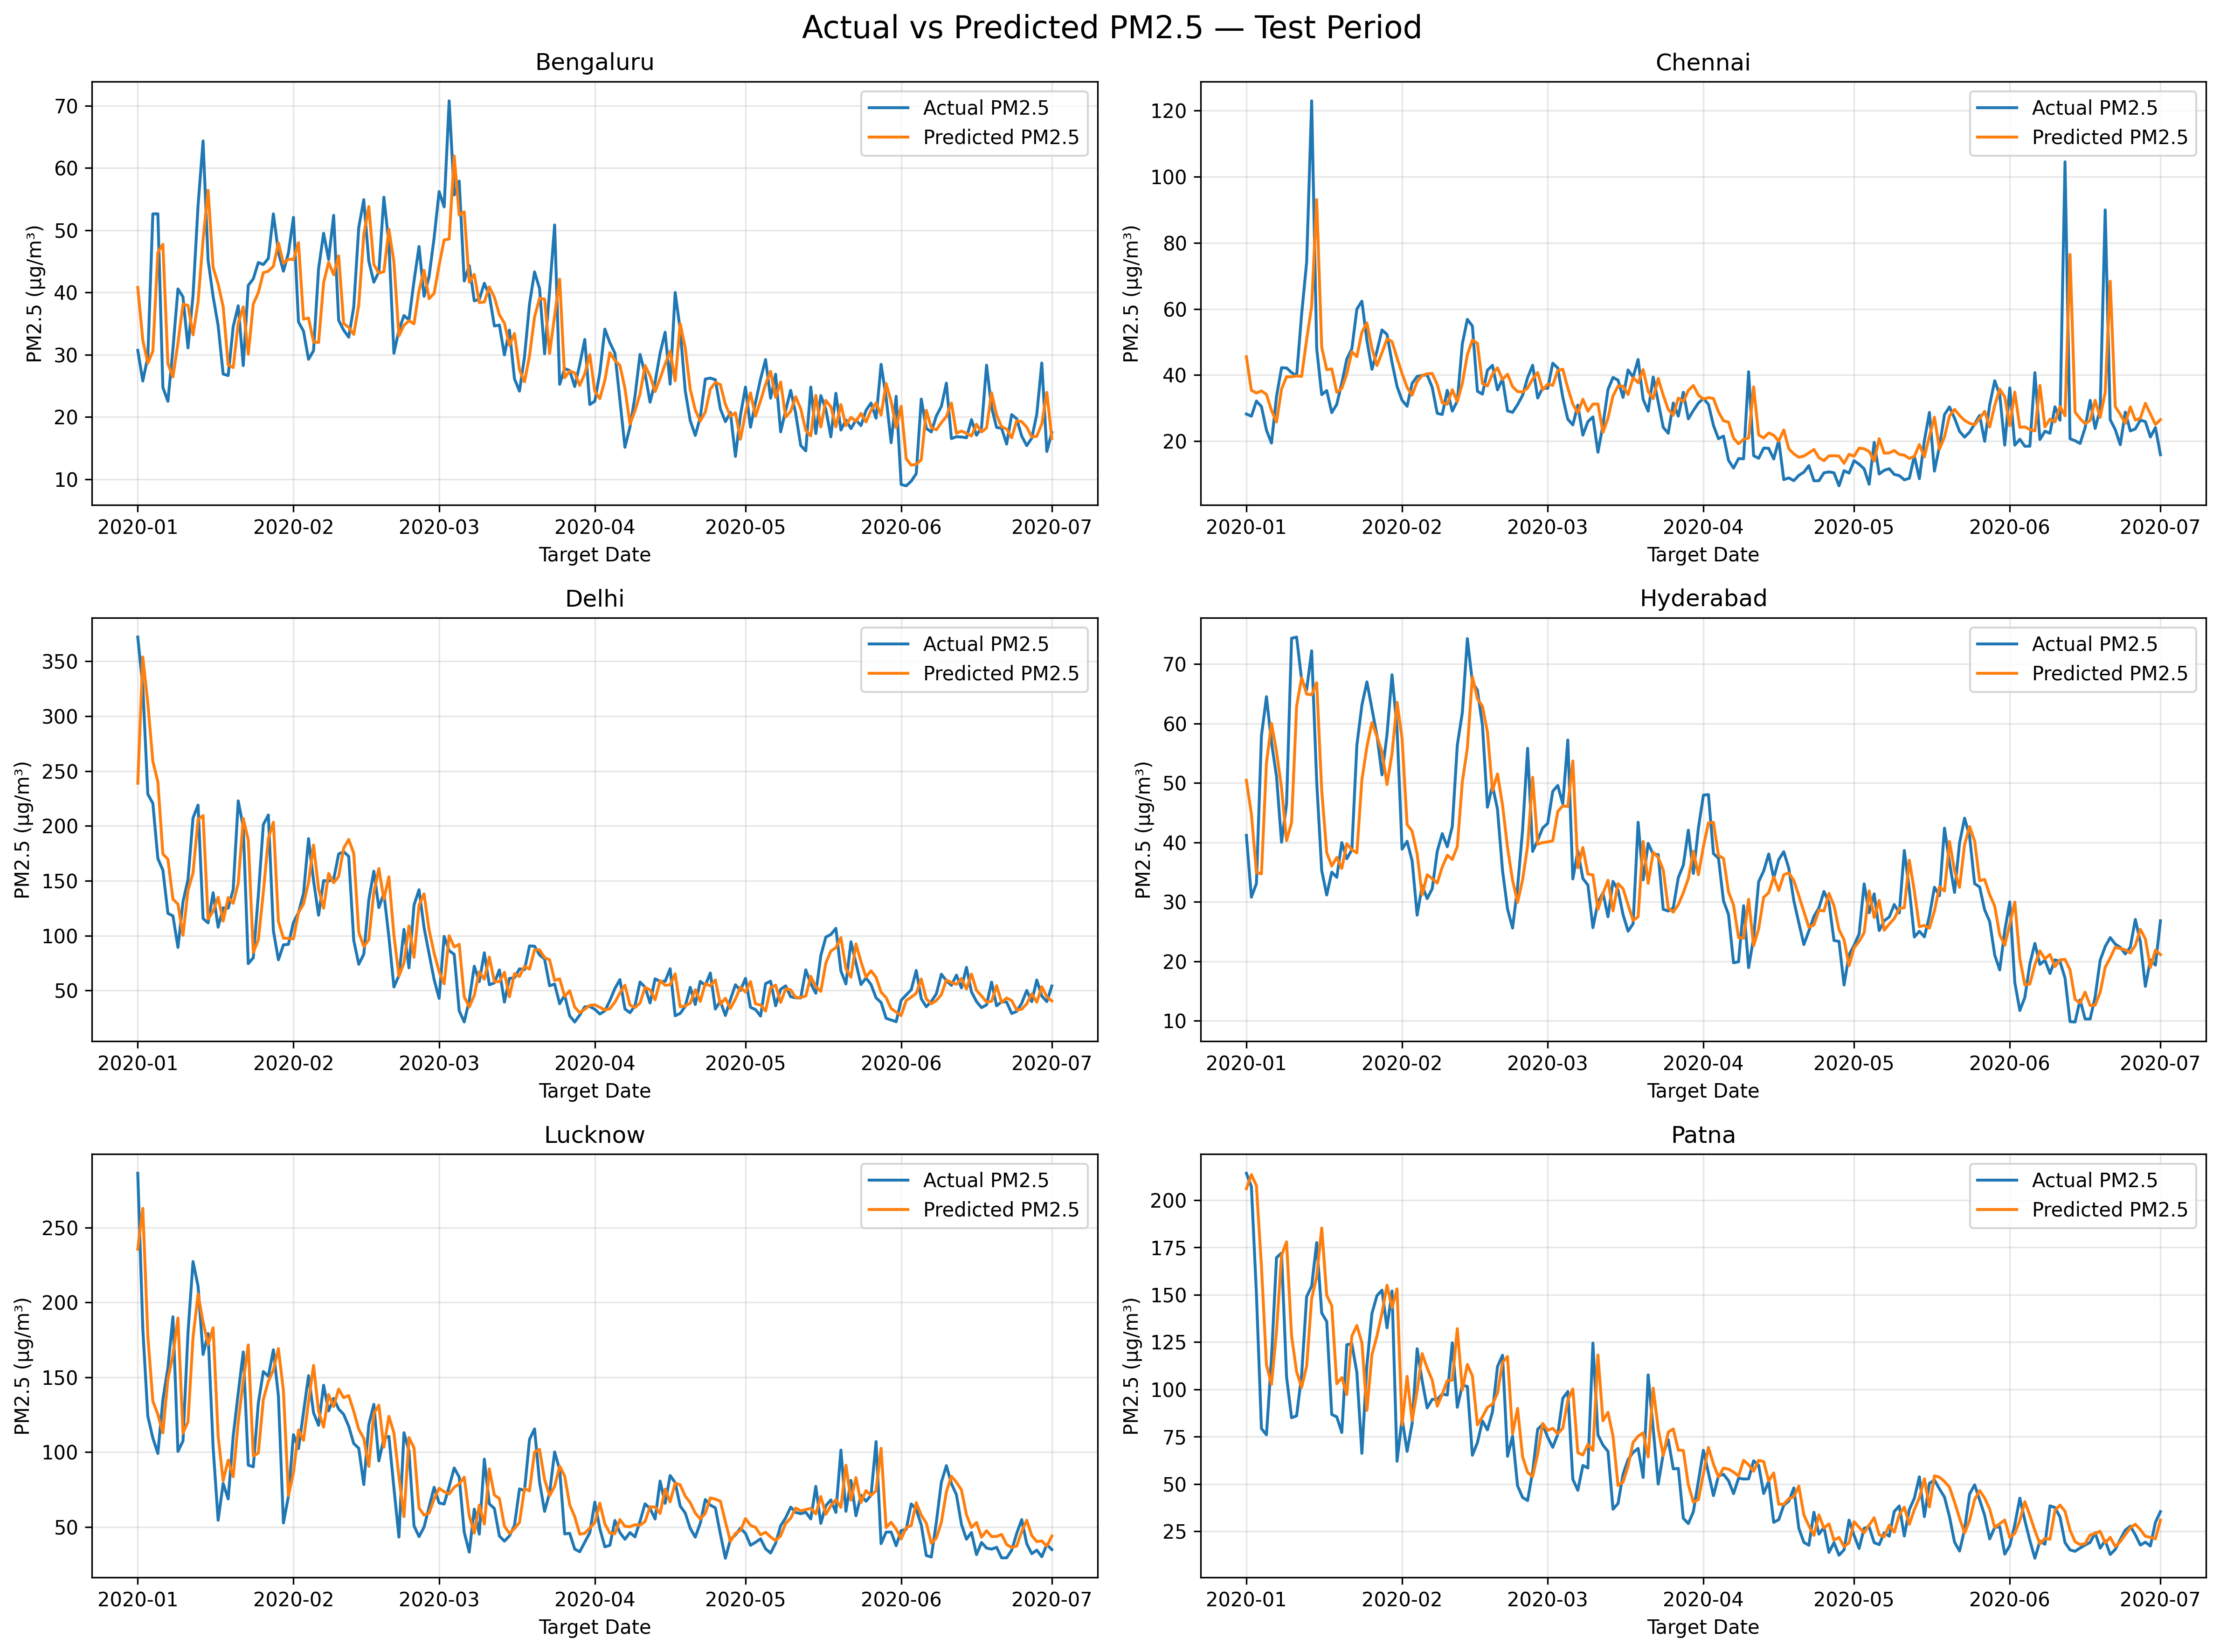 Actual vs Predicted PM2.5 — Test Period
Bengaluru
Actual PM2.5
Predicted PM2.5
PM2.5 (µg/m³)
70
60
50
40
30
20
10
2020-01 2020-02 2020-03 2020-04 2020-05 2020-06 2020-07
Target Date
Chennai
Actual PM2.5
Predicted PM2.5
PM2.5 (µg/m³)
120
100
80
60
40
20
2020-01 2020-02 2020-03 2020-04 2020-05 2020-06 2020-07
Target Date
Delhi
Actual PM2.5
Predicted PM2.5
PM2.5 (µg/m³)
350
300
250
200
150
100
50
2020-01 2020-02 2020-03 2020-04 2020-05 2020-06 2020-07
Target Date
Hyderabad
Actual PM2.5
Predicted PM2.5
PM2.5 (µg/m³)
70
60
50
40
30
20
10
2020-01 2020-02 2020-03 2020-04 2020-05 2020-06 2020-07
Target Date
Lucknow
Actual PM2.5
Predicted PM2.5
PM2.5 (µg/m³)
250
200
150
100
50
2020-01 2020-02 2020-03 2020-04 2020-05 2020-06 2020-07
Target Date
Patna
Actual PM2.5
Predicted PM2.5
PM2.5 (µg/m³)
200
175
150
125
100
75
50
25
2020-01 2020-02 2020-03 2020-04 2020-05 2020-06 2020-07
Target Date